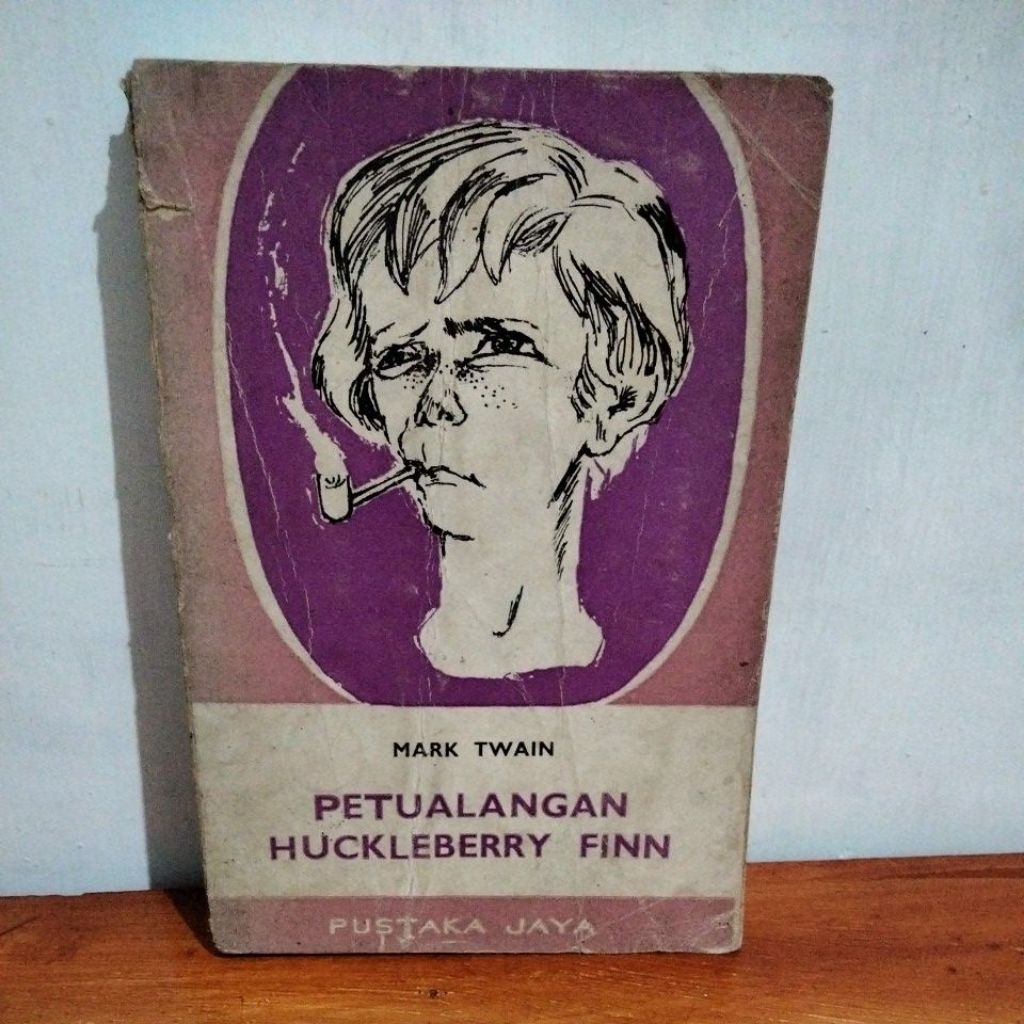 MARK TWAIN
PETUALANGAN
HUCKLEBERRY FINN
PUSTAKA JAYA